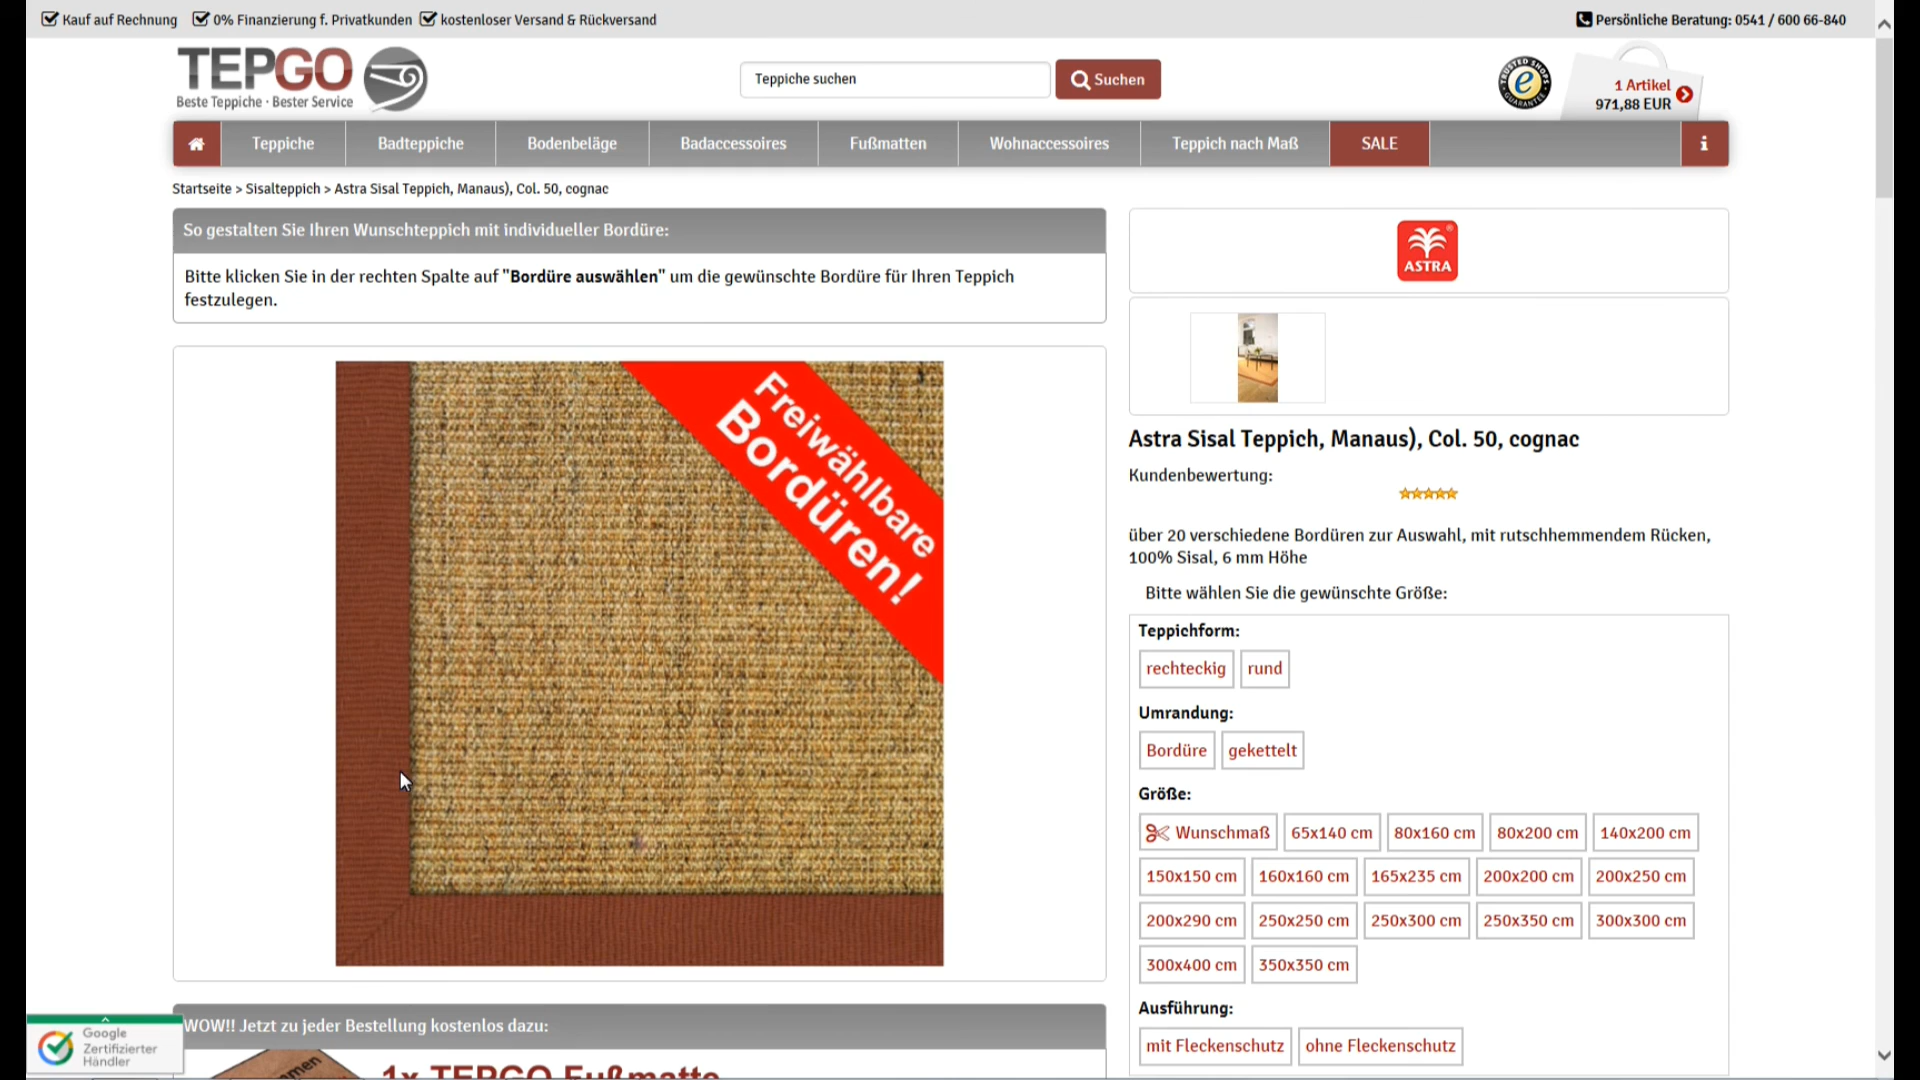 Kauf auf Rechnung 0% Finanzierung f. Privatkunden kostenloser Versand & Rückversand
Persönliche Beratung: 0541 / 600 66-840
TEPGO
Beste Teppiche · Bester Service
Teppiche suchen
Suchen
TRUSTED SHOPS GUARANTEE
1 Artikel
971,88 EUR
Teppiche Badteppiche Bodenbeläge Badaccessoires Fußmatten Wohnaccessoires Teppich nach Maß SALE
Startseite > Sisalteppich > Astra Sisal Teppich, Manaus), Col. 50, cognac
So gestalten Sie Ihren Wunschteppich mit individueller Bordüre:
Bitte klicken Sie in der rechten Spalte auf "Bordüre auswählen" um die gewünschte Bordüre für Ihren Teppich
festzulegen.
Freiwählbare
Bordüren!
ASTRA
Astra Sisal Teppich, Manaus), Col. 50, cognac
Kundenbewertung:
über 20 verschiedene Bordüren zur Auswahl, mit rutschhemmendem Rücken,
100% Sisal, 6 mm Höhe
Bitte wählen Sie die gewünschte Größe:
Teppichform:
rechteckig rund
Umrandung:
Bordüre gekettelt
Größe:
Wunschmaß 65x140 cm 80x160 cm 80x200 cm 140x200 cm
150x150 cm 160x160 cm 165x235 cm 200x200 cm 200x250 cm
200x290 cm 250x250 cm 250x300 cm 250x350 cm 300x300 cm
300x400 cm 350x350 cm
Ausführung:
mit Fleckenschutz ohne Fleckenschutz
WOW!! Jetzt zu jeder Bestellung kostenlos dazu:
1x TEPGO Fußmatte
Google
Zertifizierter
Händler